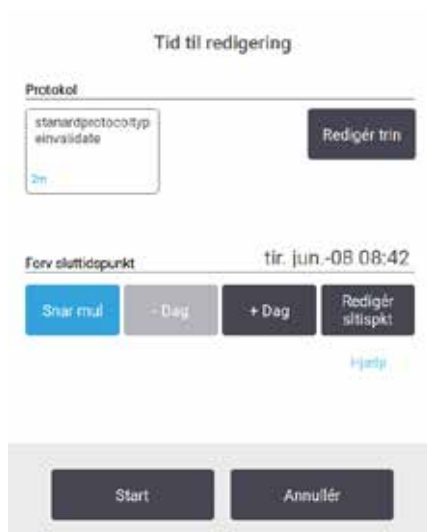 Tid til redigering
Protokol
stanardprotocoltyp
einvalidate
Redigér trin
2m
Forv sluttidspunkt
tir. jun.-08 08:42
Snar mul
- Dag
+ Dag
Redigér
sltispkt
Hjælp
Start
Annullér